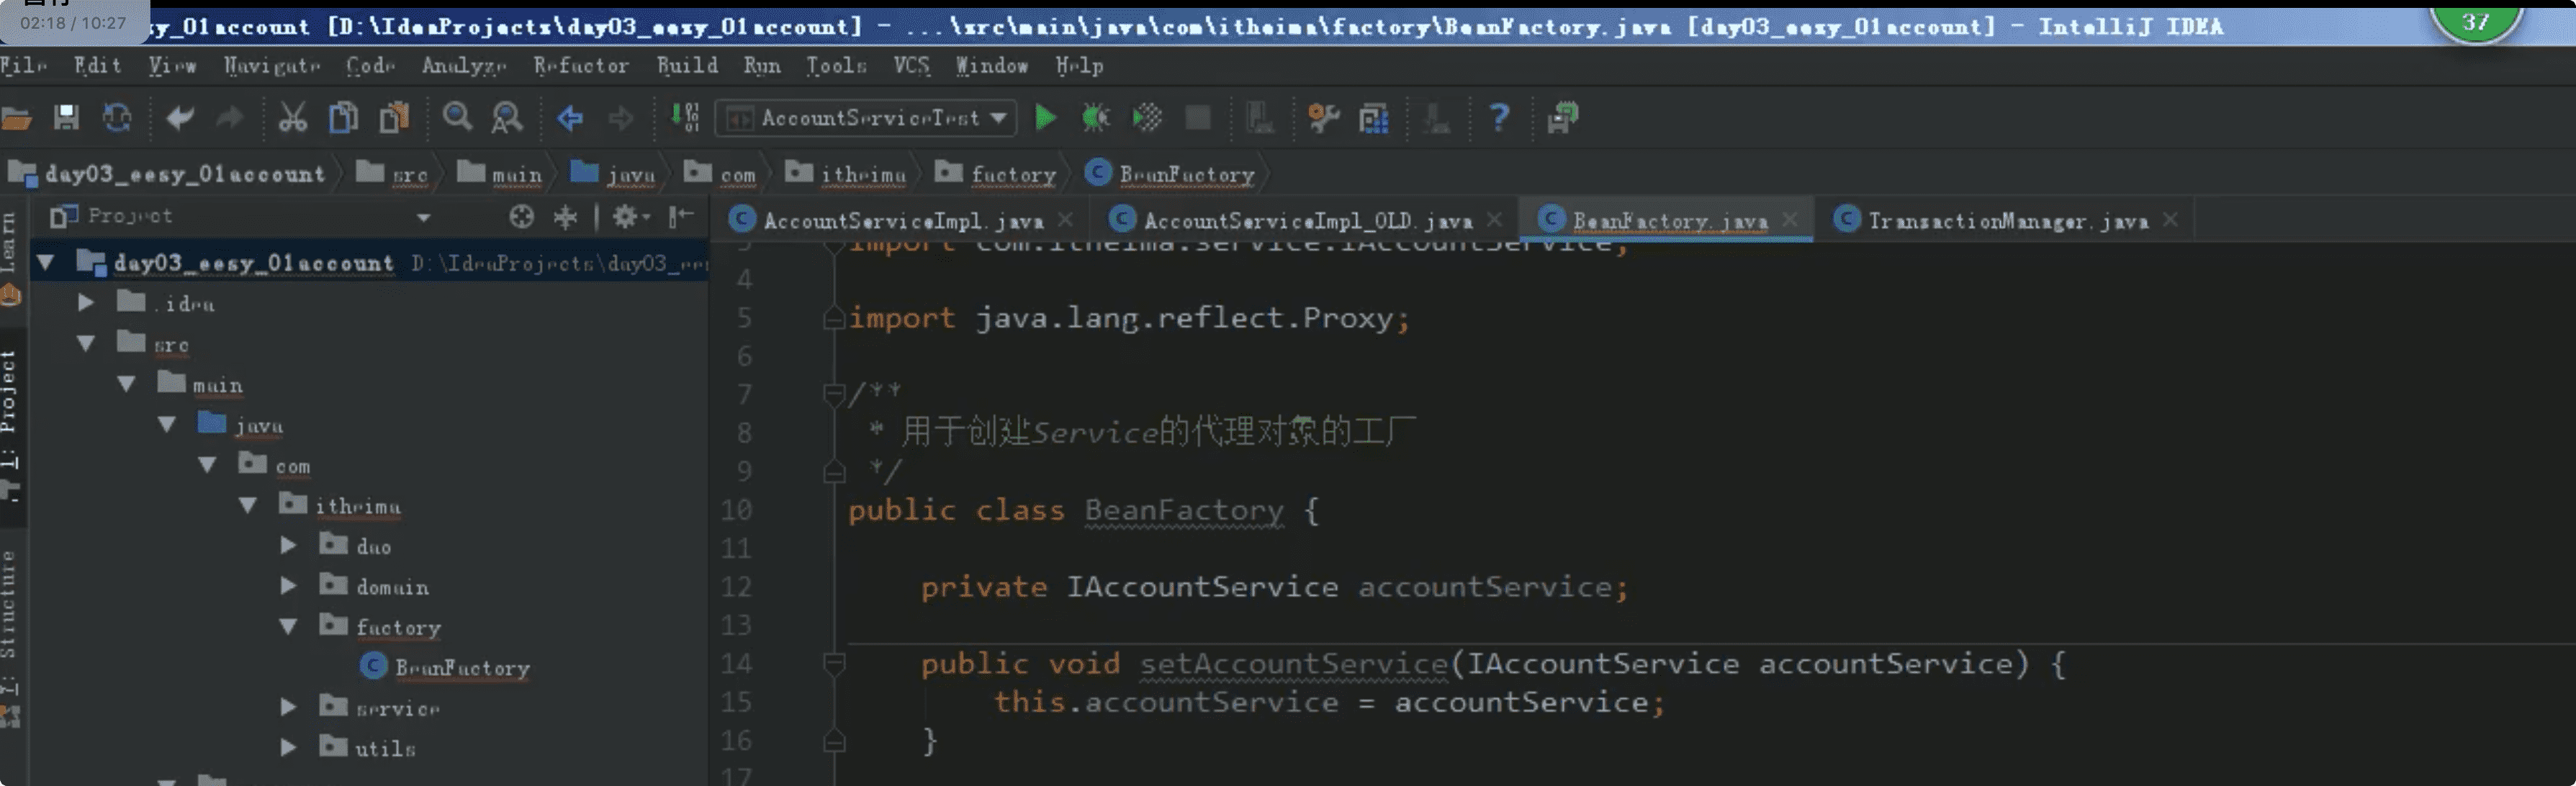 02:18 / 10:27
sy_01account [D:\IdeaProjects\day03_eesy_01account] - ...\src\main\java\com\itheima\factory\BeanFactory.java [day03_eesy_01account] - IntelliJ IDEA
37
File Edit View Navigate Code Analyze Refactor Build Run Tools VCS Window Help
AccountServiceTest
day03_eesy_01account src main java com itheima factory BeanFactory
Project
AccountServiceImpl.java AccountServiceImpl_OLD.java BeanFactory.java TransactionManager.java
Learn
1: Project
7: Structure
day03_eesy_01account D:\IdeaProjects\day03_ees
.idea
src
main
java
com
itheima
dao
domain
factory
BeanFactory
service
utils
3 import com.itheima.service.IAccountService;
4
5 import java.lang.reflect.Proxy;
6
7 /**
8 * 用于创建Service的代理对象的工厂
9 */
10 public class BeanFactory {
11
12 private IAccountService accountService;
13
14 public void setAccountService(IAccountService accountService) {
15 this.accountService = accountService;
16 }
17